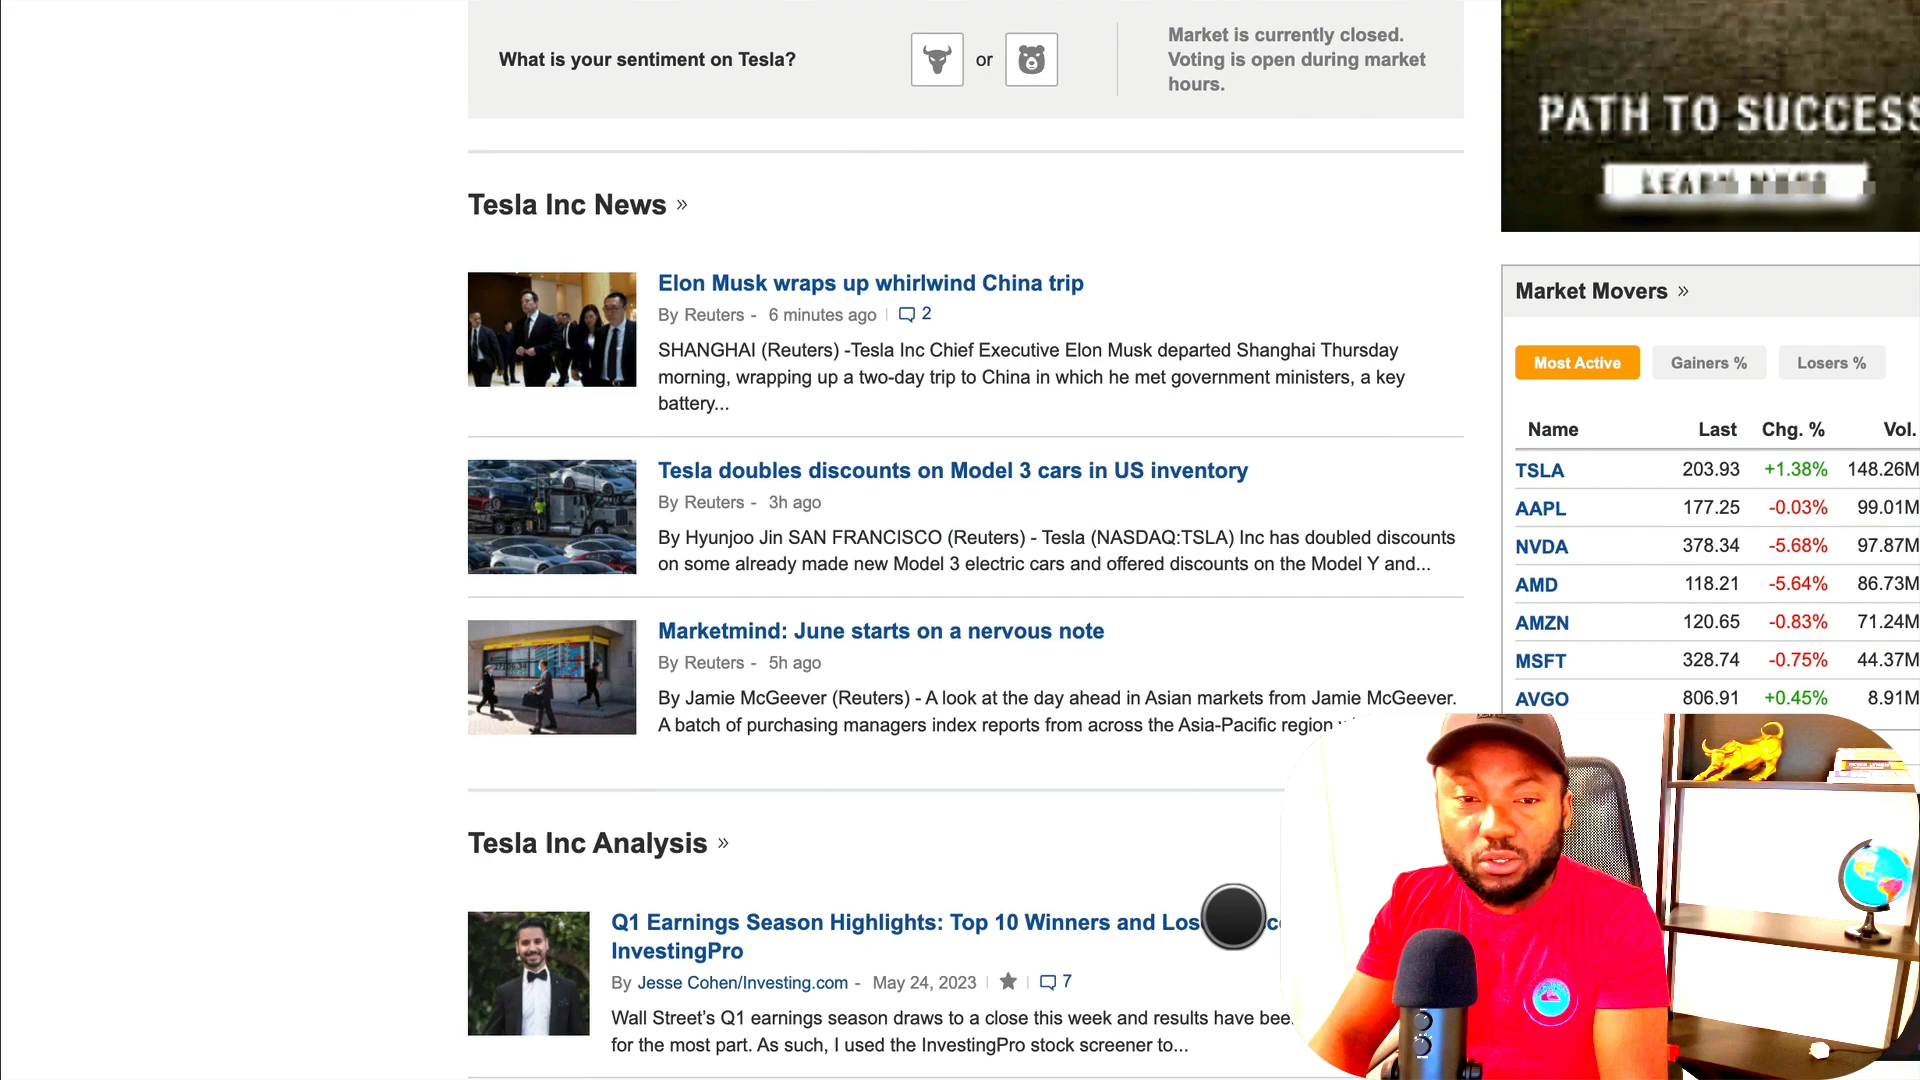 What is your sentiment on Tesla?
or
Market is currently closed.
Voting is open during market
hours.
PATH TO SUCCESS
LEARN MORE
Tesla Inc News »
Elon Musk wraps up whirlwind China trip
By Reuters - 6 minutes ago 2
SHANGHAI (Reuters) -Tesla Inc Chief Executive Elon Musk departed Shanghai Thursday
morning, wrapping up a two-day trip to China in which he met government ministers, a key
battery...
Tesla doubles discounts on Model 3 cars in US inventory
By Reuters - 3h ago
By Hyunjoo Jin SAN FRANCISCO (Reuters) - Tesla (NASDAQ:TSLA) Inc has doubled discounts
on some already made new Model 3 electric cars and offered discounts on the Model Y and...
Marketmind: June starts on a nervous note
By Reuters - 5h ago
By Jamie McGeever (Reuters) - A look at the day ahead in Asian markets from Jamie McGeever.
A batch of purchasing managers index reports from across the Asia-Pacific region
Market Movers »
Most Active Gainers % Losers %
Name Last Chg. % Vol.
TSLA 203.93 +1.38% 148.26M
AAPL 177.25 -0.03% 99.01M
NVDA 378.34 -5.68% 97.87M
AMD 118.21 -5.64% 86.73M
AMZN 120.65 -0.83% 71.24M
MSFT 328.74 -0.75% 44.37M
AVGO 806.91 +0.45% 8.91M
Tesla Inc Analysis »
Q1 Earnings Season Highlights: Top 10 Winners and
InvestingPro
By Jesse Cohen/Investing.com - May 24, 2023 7
Wall Street's Q1 earnings season draws to a close this week and results have
for the most part. As such, I used the InvestingPro stock screener to...